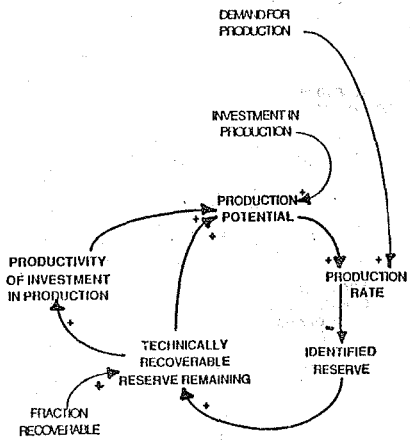 DEMAND FOR
PRODUCTION
INVESTMENT IN
PRODUCTION
+
PRODUCTION
POTENTIAL
+
+
PRODUCTIVITY
OF INVESTMENT
IN PRODUCTION
+
+
PRODUCTION
RATE
+
TECHNICALLY
RECOVERABLE
RESERVE REMAINING
-
IDENTIFIED
RESERVE
+
+
FRACTION
RECOVERABLE